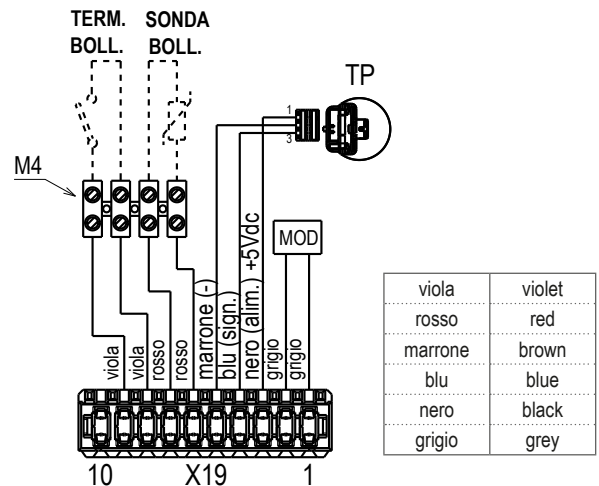 TERM. SONDA
BOLL. BOLL.
TP
1
3
M4
MOD
viola
viola
rosso
rosso
marrone (-)
blu (sign.)
nero (alim.) +5Vdc
grigio
grigio
10 X19 1
viola violet
rosso red
marrone brown
blu blue
nero black
grigio grey